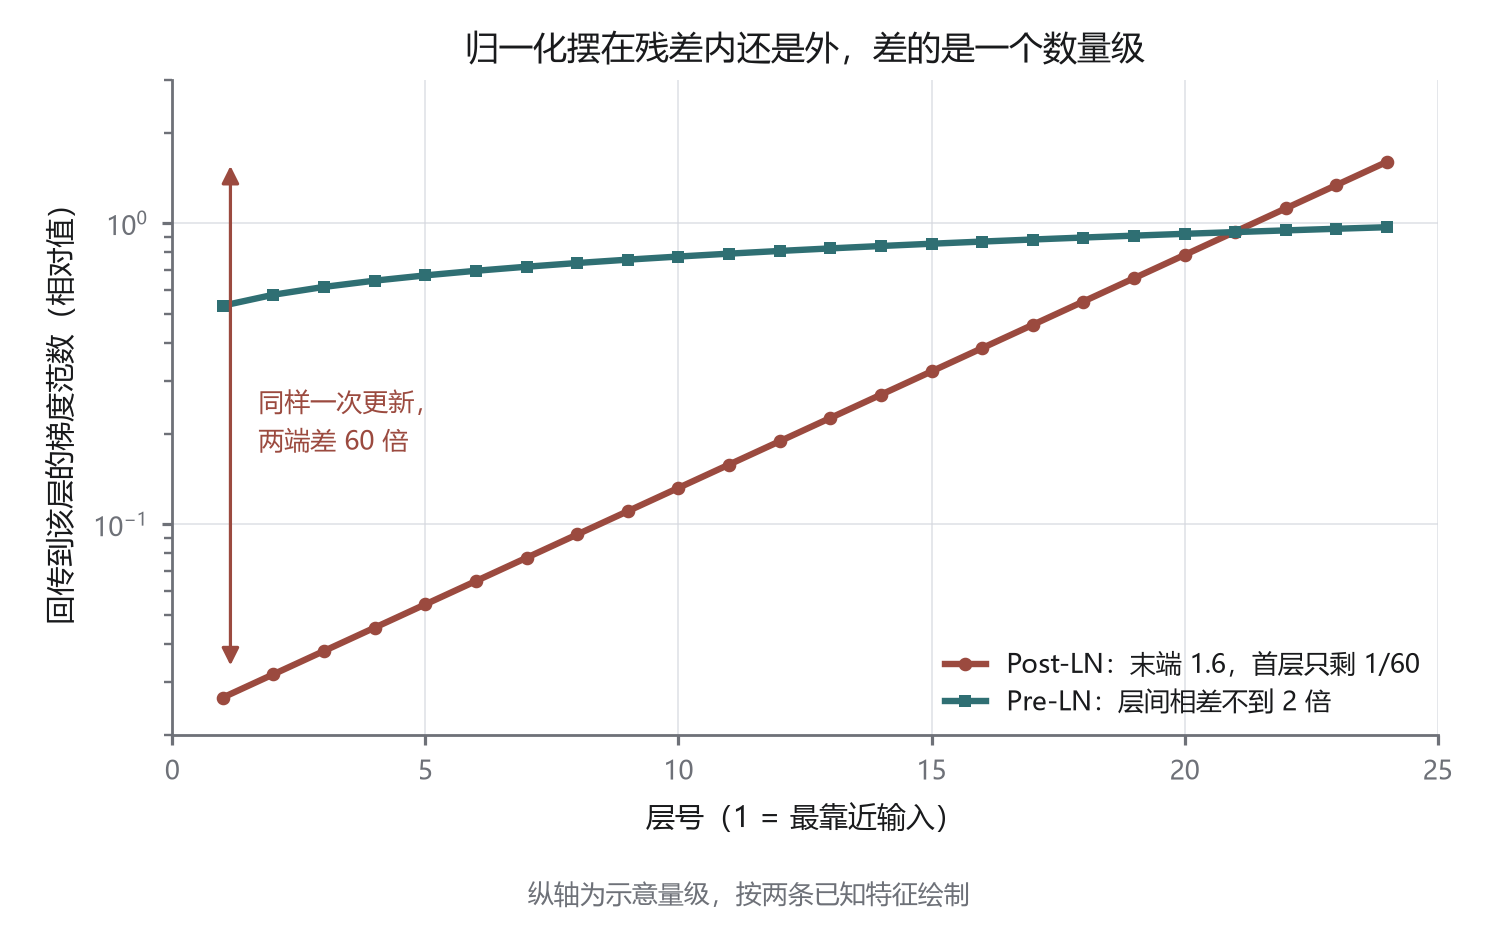 归一化摆在残差内还是外，差的是一个数量级
回传到该层的梯度范数（相对值）
10⁰
10⁻¹
同样一次更新，
两端差 60 倍
Post-LN：末端 1.6，首层只剩 1/60
Pre-LN：层间相差不到 2 倍
0 5 10 15 20 25
层号（1 = 最靠近输入）
纵轴为示意量级，按两条已知特征绘制